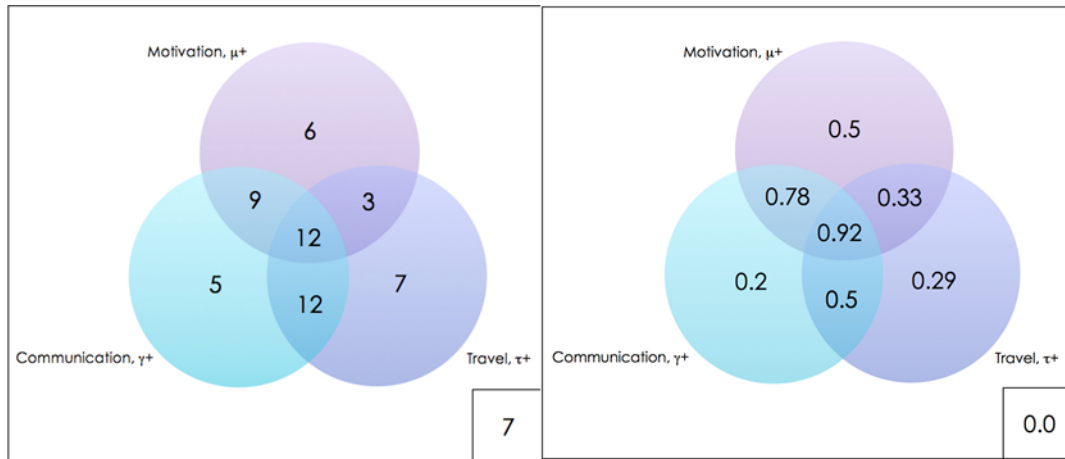 Motivation, μ+
6
9
3
12
5
12
7
Communication, γ+
Travel, τ+
7
Motivation, μ+
0.5
0.78
0.33
0.92
0.2
0.5
0.29
Communication, γ+
Travel, τ+
0.0